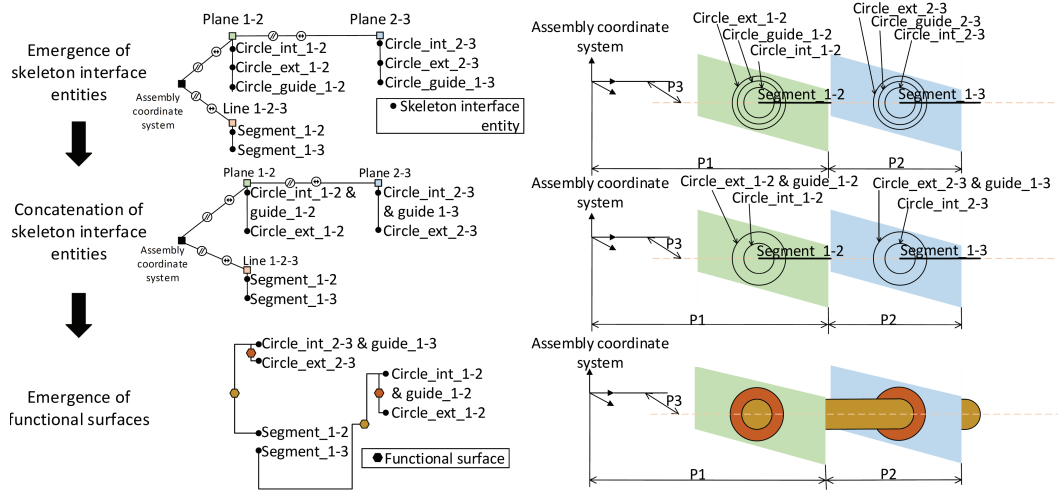 Emergence of
skeleton interface
entities
Plane 1-2
Plane 2-3
Circle_int_1-2
Circle_ext_1-2
Circle_guide_1-2
Circle_int_2-3
Circle_ext_2-3
Circle_guide_1-3
Assembly
coordinate
system
Line 1-2-3
Segment_1-2
Segment_1-3
Skeleton interface
entity
Assembly coordinate
system
P3
Circle_ext_1-2
Circle_guide_1-2
Circle_int_1-2
Segment_1-2
Circle_ext_2-3
Circle_guide_2-3
Circle_int_2-3
Segment_1-3
P1
P2
Concatenation of
skeleton interface
entities
Plane 1-2
Plane 2-3
Circle_int_1-2 &
guide_1-2
Circle_ext_1-2
Circle_int_2-3
& guide 1-3
Circle_ext_2-3
Assembly
coordinate
system
Line 1-2-3
Segment_1-2
Segment_1-3
Assembly coordinate
system
P3
Circle_ext_1-2 & guide_1-2
Circle_int_1-2
Segment_1-2
Circle_ext_2-3 & guide_1-3
Circle_int_2-3
Segment_1-3
P1
P2
Emergence of
functional surfaces
Circle_int_2-3 & guide_1-3
Circle_ext_2-3
Circle_int_1-2
& guide_1-2
Circle_ext_1-2
Segment_1-2
Segment_1-3
Functional surface
Assembly coordinate
system
P3
P1
P2